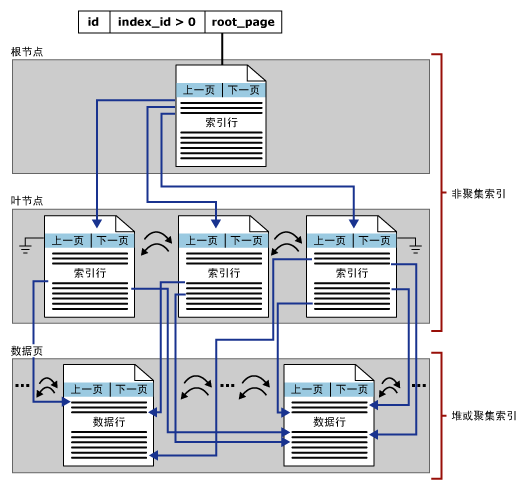 id index_id > 0 root_page
根节点
上一页 下一页
索引行
非聚集索引
叶节点
上一页 下一页 上一页 下一页 上一页 下一页
索引行 索引行 索引行
数据页
上一页 下一页 上一页 下一页
... ... ...
数据行 数据行
堆或聚集索引